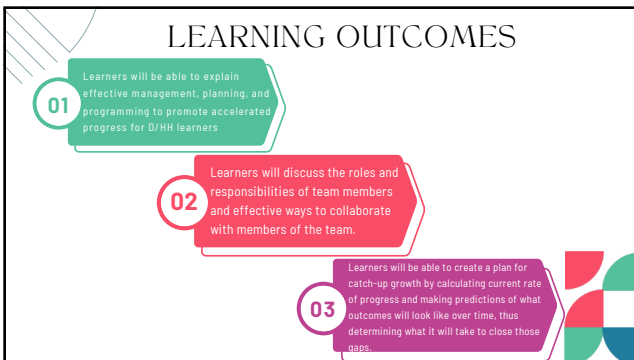 LEARNING OUTCOMES
01
Learners will be able to explain
effective management, planning, and
programming to promote accelerated
progress for D/HH learners
02
Learners will discuss the roles and
responsibilities of team members
and effective ways to collaborate
with members of the team.
03
Learners will be able to create a plan for
catch-up growth by calculating current rate
of progress and making predictions of what
outcomes will look like over time, thus
determining what it will take to close those
gaps.